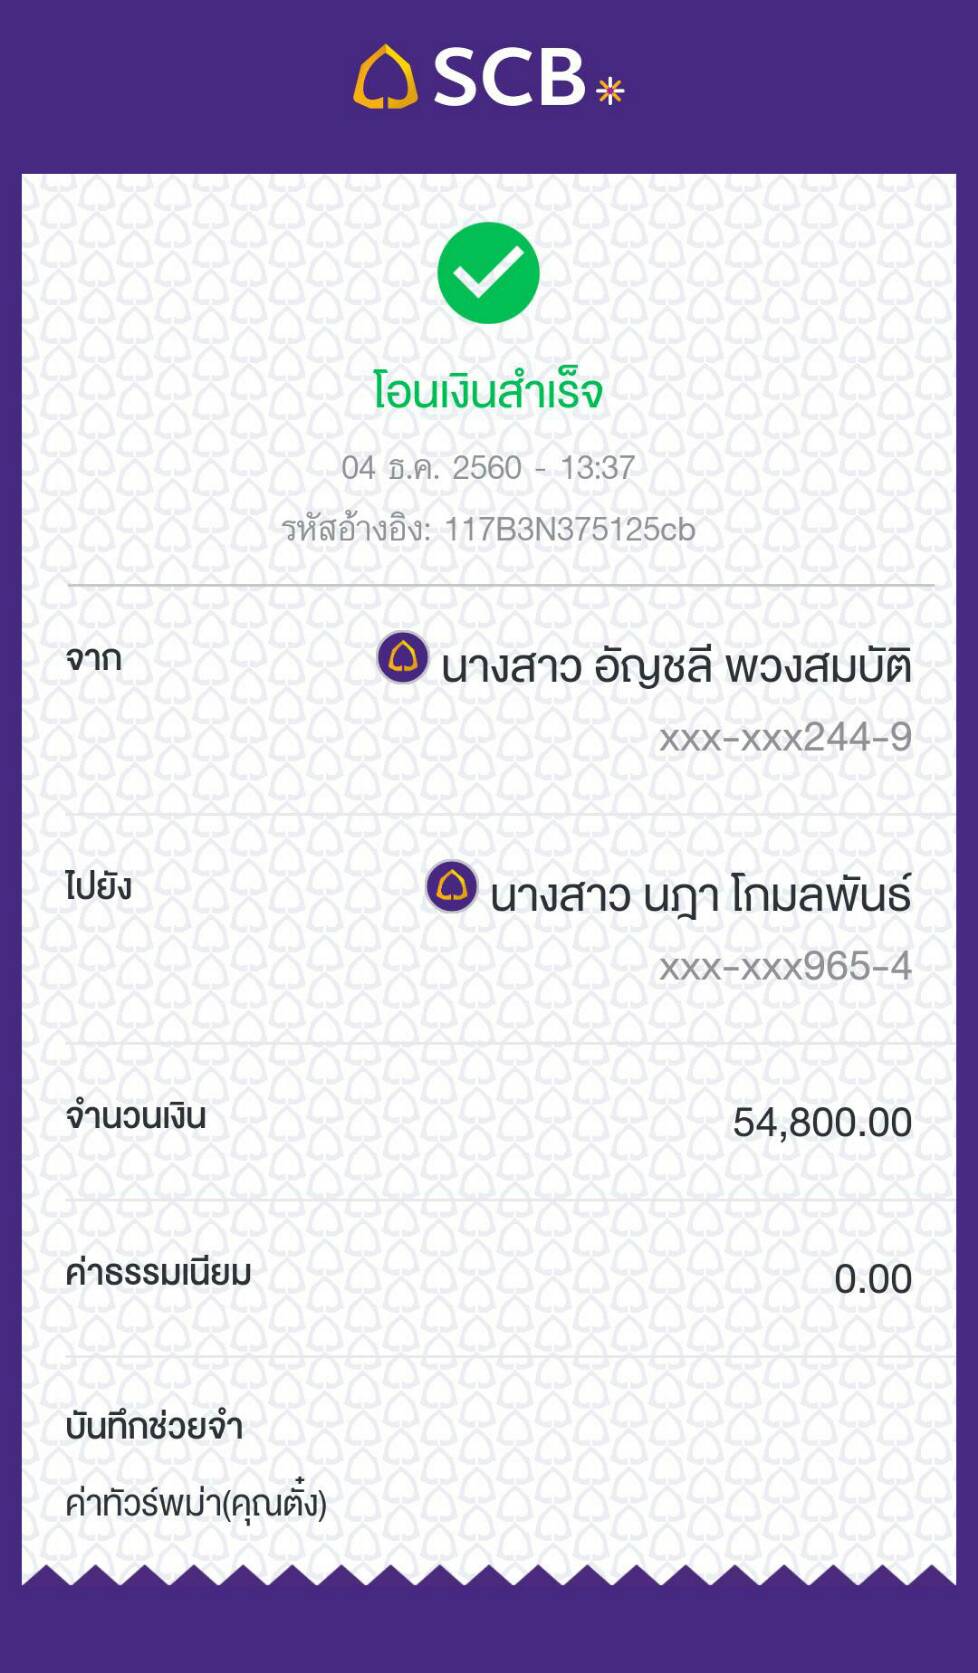 SCB
โอนเงินสำเร็จ
04 ธ.ค. 2560 - 13:37
รหัสอ้างอิง: 117B3N375125cb
จาก นางสาว อัญชลี พวงสมบัติ
xxx-xxx244-9
ไปยัง นางสาว นฎา โกมลพันธ์
xxx-xxx965-4
จำนวนเงิน 54,800.00
ค่าธรรมเนียม 0.00
บันทึกช่วยจำ
ค่าทัวร์พม่า(คุณตั๋ง)